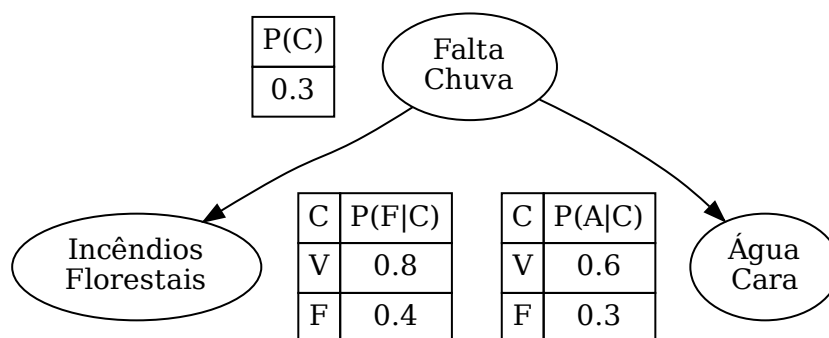 P(C)
0.3
Falta
Chuva
Incêndios
Florestais
C P(F|C)
V 0.8
F 0.4
C P(A|C)
V 0.6
F 0.3
Água
Cara